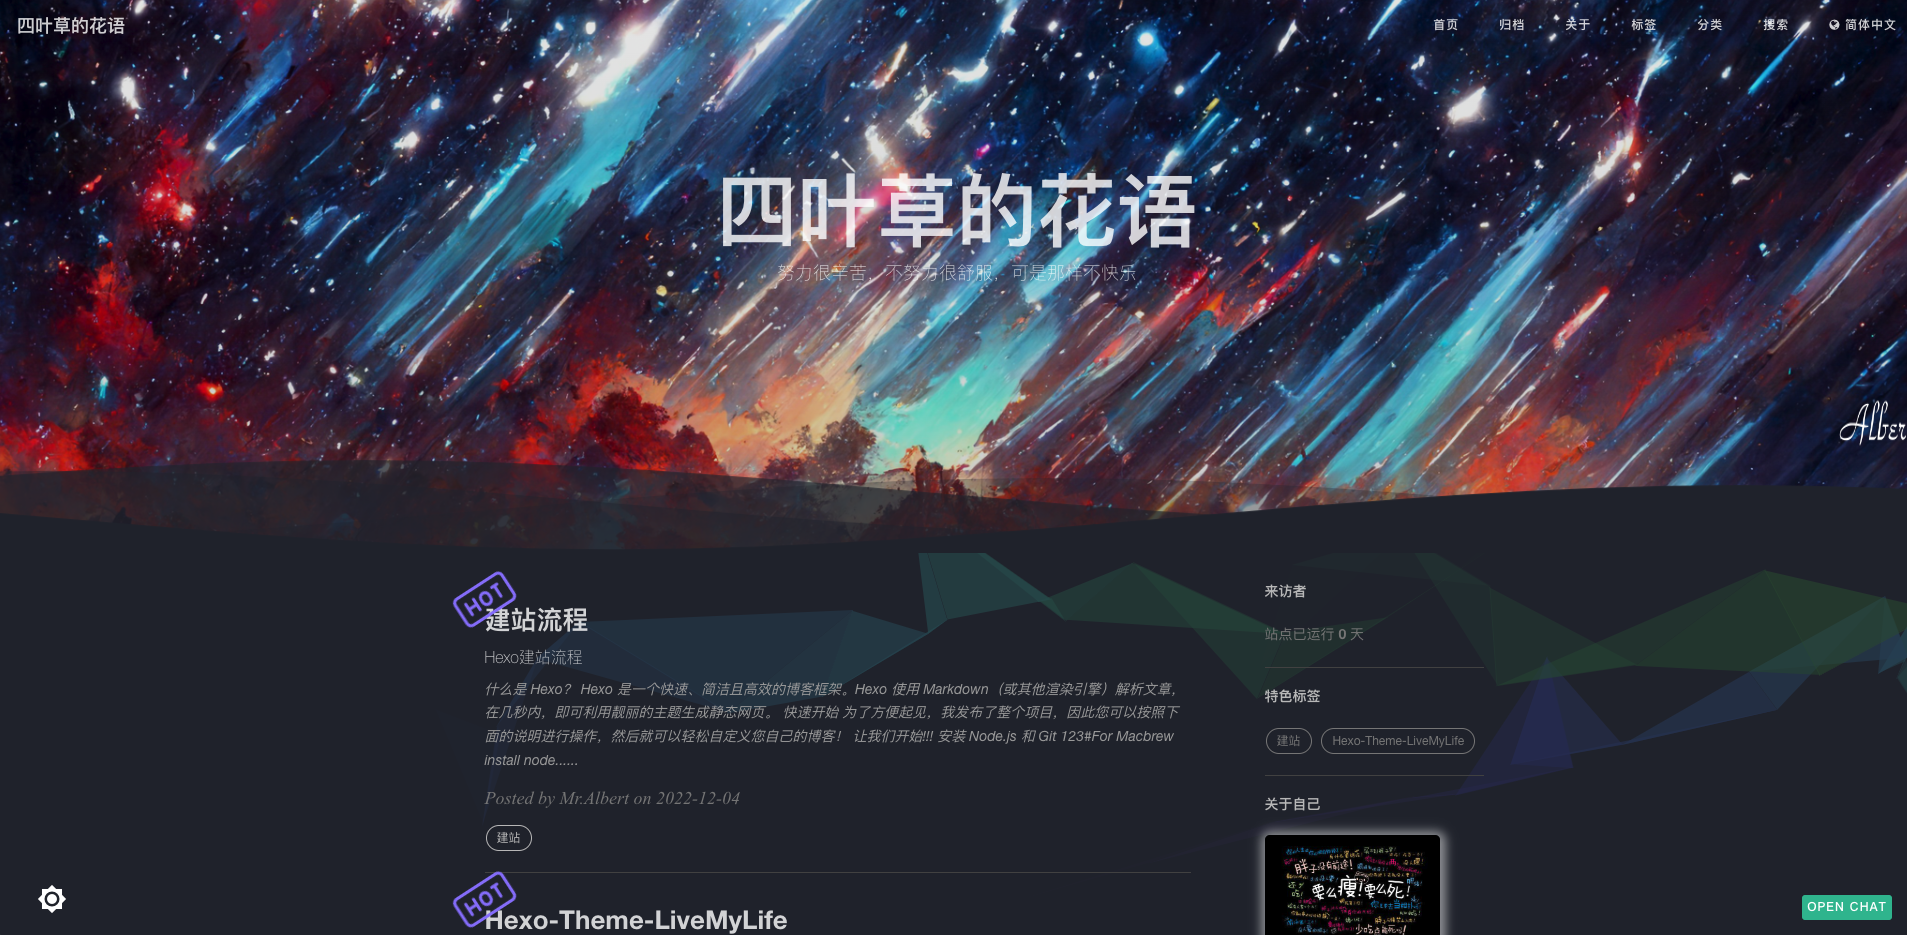 四叶草的花语
首页 归档 关于 标签 分类 搜索 简体中文
四叶草的花语
努力很辛苦，不努力很舒服，可是那样不快乐
Alber
HOT
建站流程
Hexo建站流程
什么是 Hexo？ Hexo 是一个快速、简洁且高效的博客框架。Hexo 使用 Markdown（或其他渲染引擎）解析文章，
在几秒内，即可利用靓丽的主题生成静态网页。 快速开始 为了方便起见，我发布了整个项目，因此您可以按照下
面的说明进行操作，然后就可以轻松自定义您自己的博客！ 让我们开始!!! 安装 Node.js 和 Git 123#For Macbrew
install node......
Posted by Mr.Albert on 2022-12-04
建站
HOT
Hexo-Theme-LiveMyLife
来访者
站点已运行 0 天
特色标签
建站 Hexo-Theme-LiveMyLife
关于自己
胖子没有前途!
要么瘦!要么死!
OPEN CHAT